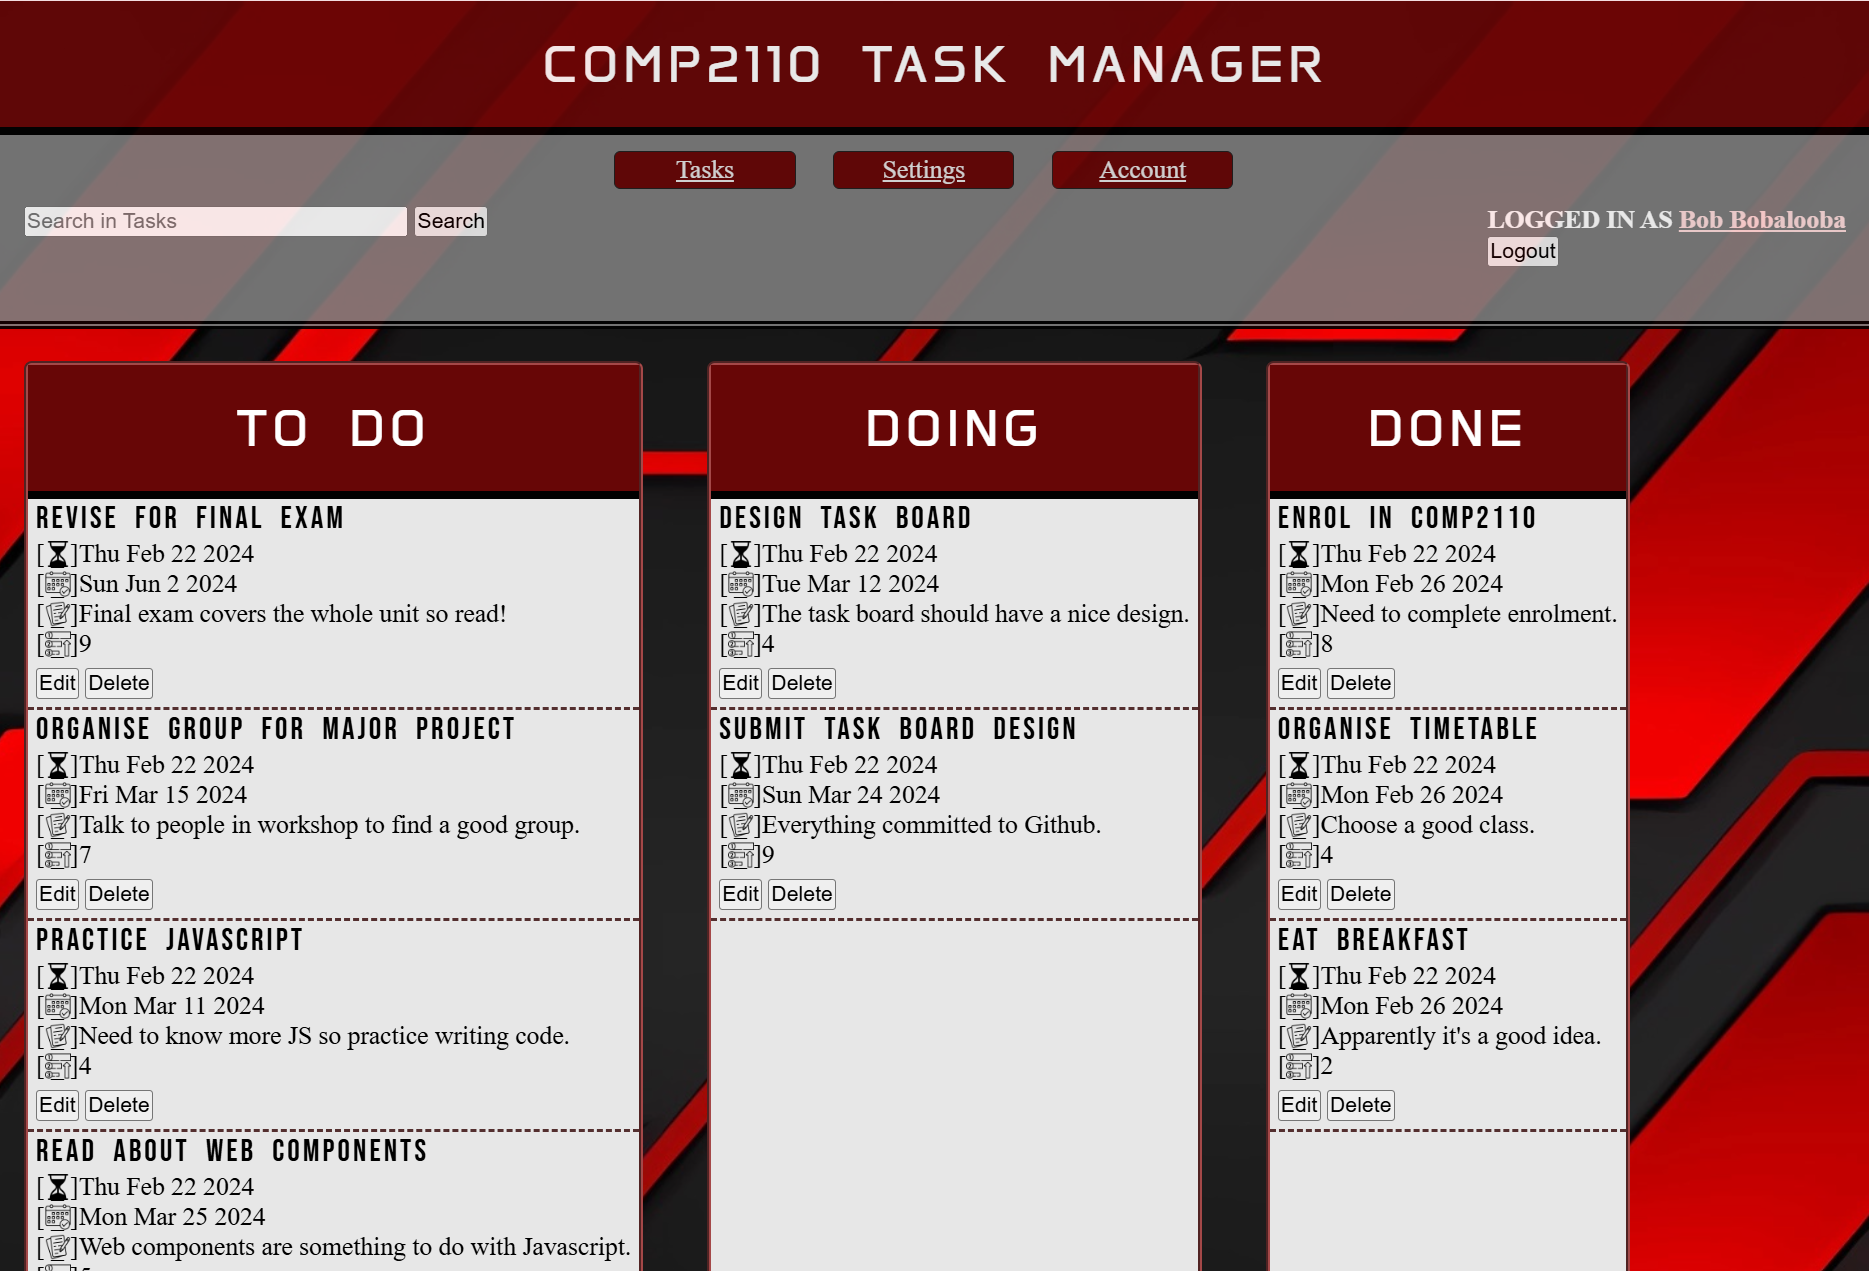 COMP2110 TASK MANAGER
Tasks
Settings
Account
Search in Tasks
Search
LOGGED IN AS Bob Bobalooba
Logout
TO DO
REVISE FOR FINAL EXAM
[]Thu Feb 22 2024
[]Sun Jun 2 2024
[]Final exam covers the whole unit so read!
[]9
Edit Delete
ORGANISE GROUP FOR MAJOR PROJECT
[]Thu Feb 22 2024
[]Fri Mar 15 2024
[]Talk to people in workshop to find a good group.
[]7
Edit Delete
PRACTICE JAVASCRIPT
[]Thu Feb 22 2024
[]Mon Mar 11 2024
[]Need to know more JS so practice writing code.
[]4
Edit Delete
READ ABOUT WEB COMPONENTS
[]Thu Feb 22 2024
[]Mon Mar 25 2024
[]Web components are something to do with Javascript.
DOING
DESIGN TASK BOARD
[]Thu Feb 22 2024
[]Tue Mar 12 2024
[]The task board should have a nice design.
[]4
Edit Delete
SUBMIT TASK BOARD DESIGN
[]Thu Feb 22 2024
[]Sun Mar 24 2024
[]Everything committed to Github.
[]9
Edit Delete
DONE
ENROL IN COMP2110
[]Thu Feb 22 2024
[]Mon Feb 26 2024
[]Need to complete enrolment.
[]8
Edit Delete
ORGANISE TIMETABLE
[]Thu Feb 22 2024
[]Mon Feb 26 2024
[]Choose a good class.
[]4
Edit Delete
EAT BREAKFAST
[]Thu Feb 22 2024
[]Mon Feb 26 2024
[]Apparently it's a good idea.
[]2
Edit Delete